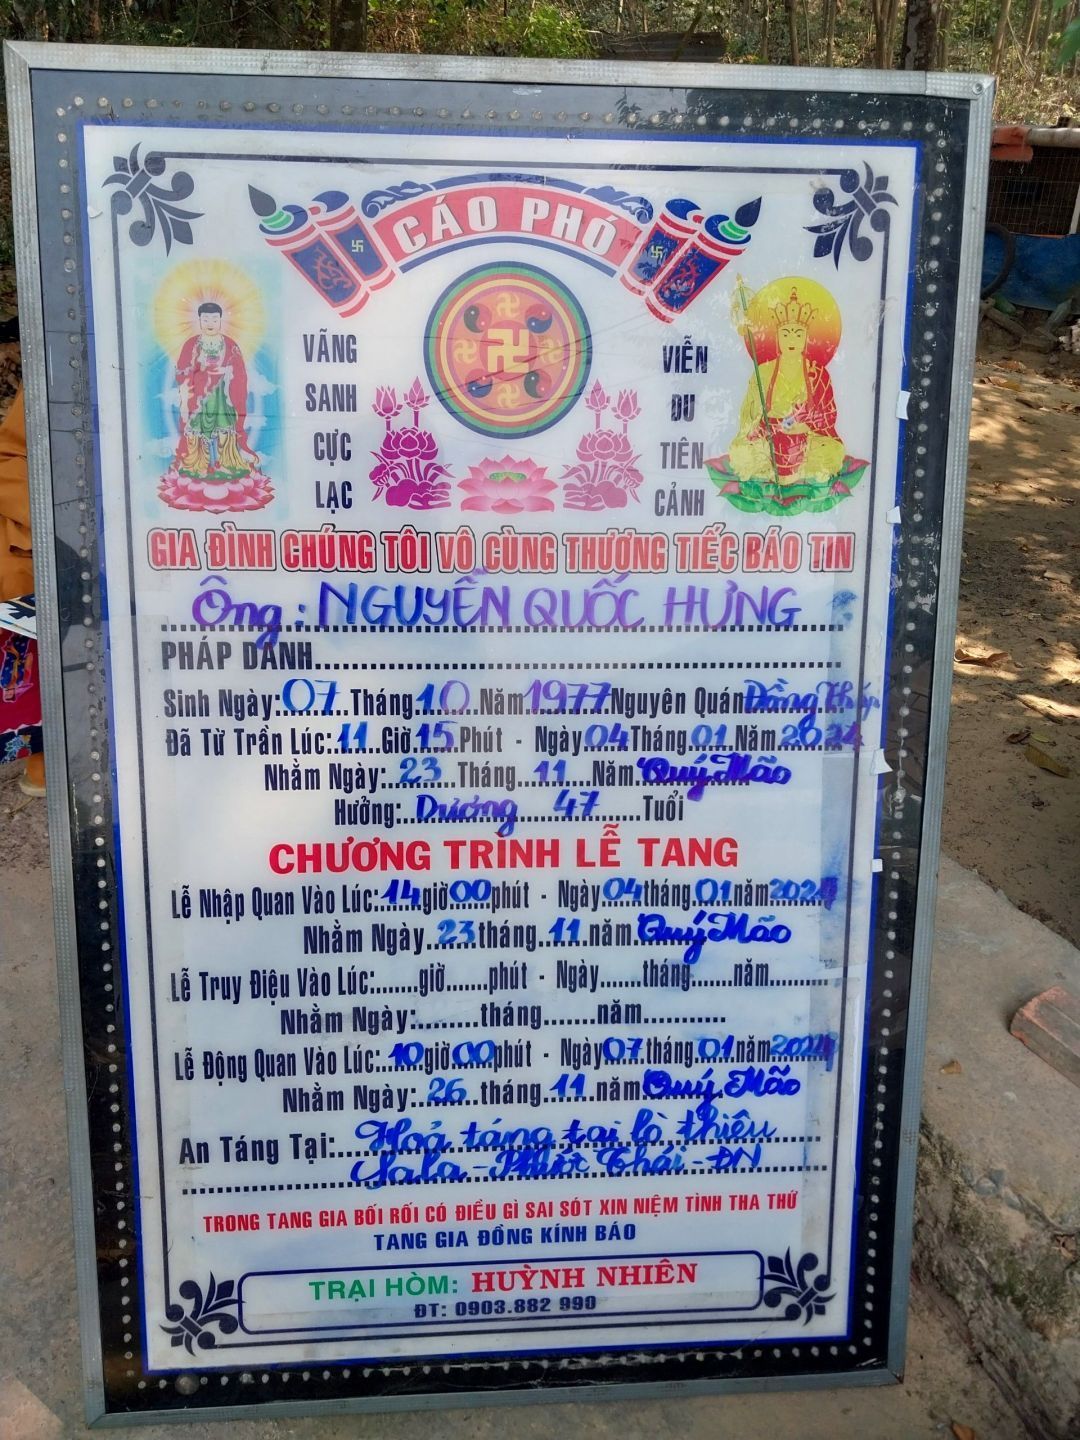 CÁO PHÓ
VÃNG
SANH
CỰC
LẠC
VIỄN
DU
TIÊN
CẢNH
GIA ĐÌNH CHÚNG TÔI VÔ CÙNG THƯƠNG TIẾC BÁO TIN
Ông: NGUYỄN QUỐC HƯNG
PHÁP DANH
Sinh Ngày: 07 Tháng 10 Năm 1977 Nguyên Quán Đồng Tháp
Đã Từ Trần Lúc: 11 Giờ 15 Phút - Ngày 04 Tháng 01 Năm 2024
Nhằm Ngày: 23 Tháng 11 Năm Quý Mão
Hưởng: Dương 47 Tuổi
CHƯƠNG TRÌNH LỄ TANG
Lễ Nhập Quan Vào Lúc: 14 giờ 00 phút - Ngày 04 tháng 01 năm 2024
Nhằm Ngày 23 tháng 11 năm Quý Mão
Lễ Truy Điệu Vào Lúc: giờ phút - Ngày tháng năm
Nhằm Ngày: tháng năm
Lễ Động Quan Vào Lúc: 10 giờ 00 phút - Ngày 07 tháng 01 năm 2024
Nhằm Ngày: 26 tháng 11 năm Quý Mão
An Táng Tại: Hoả táng tại lò thiêu
Sala - Phước Thái - ĐN
TRONG TANG GIA BỐI RỐI CÓ ĐIỀU GÌ SAI SÓT XIN NIỆM TÌNH THA THỨ
TANG GIA ĐỒNG KÍNH BÁO
TRẠI HÒM: HUỲNH NHIÊN
ĐT: 0903.882 990